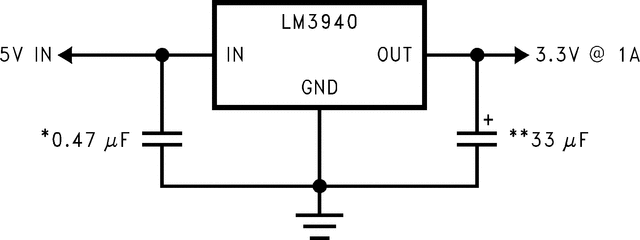 LM3940
5V IN
IN
OUT
3.3V @ 1A
GND
*0.47 μF
+
**33 μF